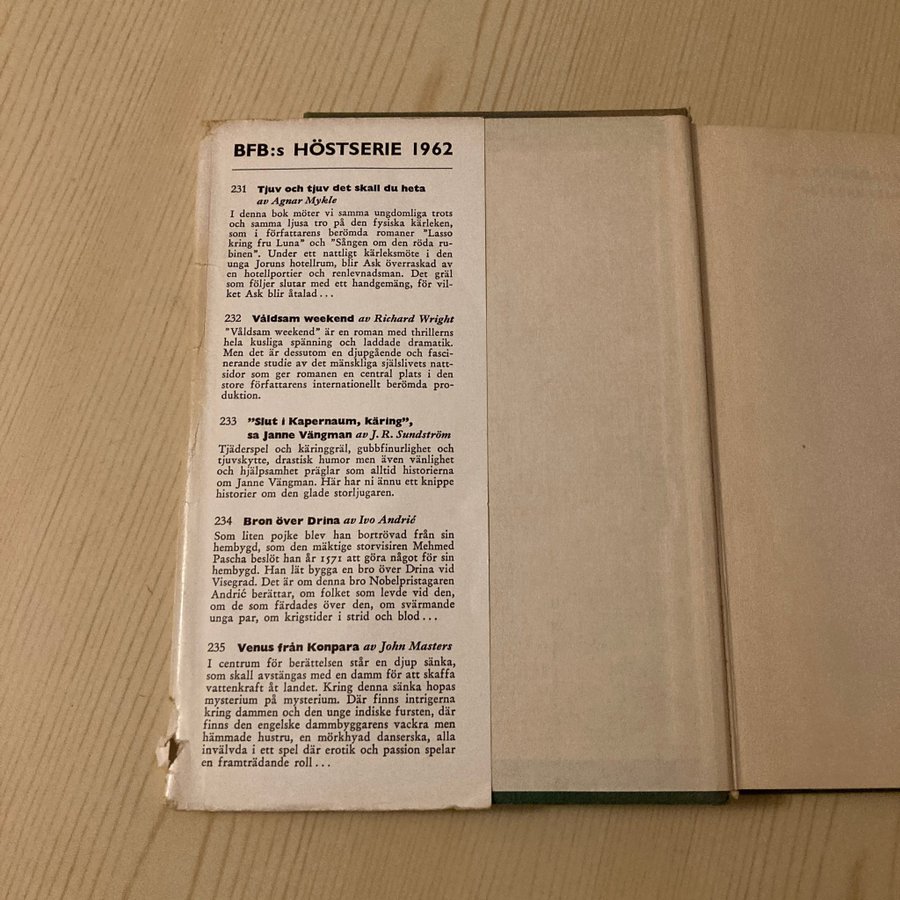 BFB:s HÖSTSERIE 1962
231 Tjuv och tjuv det skall du heta
av Agnar Mykle
I denna bok möter vi samma ungdomliga trots
och samma ljusa tro på den fysiska kärleken,
som i författarens berömda romaner "Lasso
kring fru Luna" och "Sången om den röda ru-
binen". Under ett nattligt kärleksmöte i den
unga Joruns hotellrum, blir Ask överraskad av
en hotellportier och renlevnadsman. Det gräl
som följer slutar med ett handgemäng, för vil-
ket Ask blir åtalad ...
232 Våldsam weekend av Richard Wright
"Våldsam weekend" är en roman med thrillerns
hela kusliga spänning och laddade dramatik.
Men det är dessutom en djupgående och fasci-
nerande studie av det mänskliga själslivets natt-
sidor som ger romanen en central plats i den
store författarens internationellt berömda pro-
duktion.
233 "Slut i Kapernaum, käring",
sa Janne Vängman av J. R. Sundström
Tjäderspel och käringgräl, gubbfinurlighet och
tjuvskytte, drastisk humor men även vänlighet
och hjälpsamhet präglar som alltid historierna
om Janne Vängman. Här har ni ännu ett knippe
historier om den glade storljugaren.
234 Bron över Drina av Ivo Andrić
Som liten pojke blev han bortrövad från sin
hembygd, som den mäktige storvisiren Mehmed
Pascha beslöt han år 1571 att göra något för sin
hembygd. Han lät bygga en bro över Drina vid
Visegrad. Det är om denna bro Nobelpristagaren
Andrić berättar, om folket som levde vid den,
om de som färdades över den, om svärmande
unga par, om krigstider i strid och blod ...
235 Venus från Konpara av John Masters
I centrum för berättelsen står en djup sänka,
som skall avstängas med en damm för att skaffa
vattenkraft åt landet. Kring denna sänka hopas
mysterium på mysterium. Där finns intrigerna
kring dammen och den unge indiske fursten, där
finns den engelske dammbyggarens vackra men
hämmade hustru, en mörkhyad danserska, alla
invälvda i ett spel där erotik och passion spelar
en framträdande roll ...